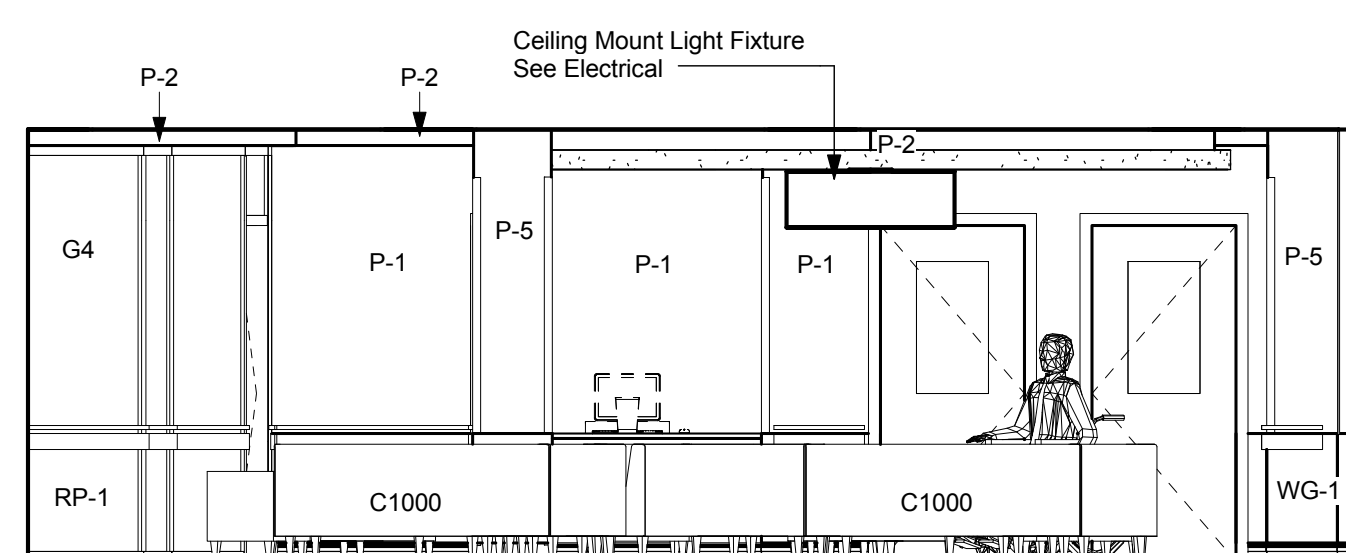 Ceiling Mount Light Fixture
See Electrical
P-2
P-2
P-2
P-5
G4
P-1
P-1
P-1
P-5
RP-1
C1000
C1000
WG-1